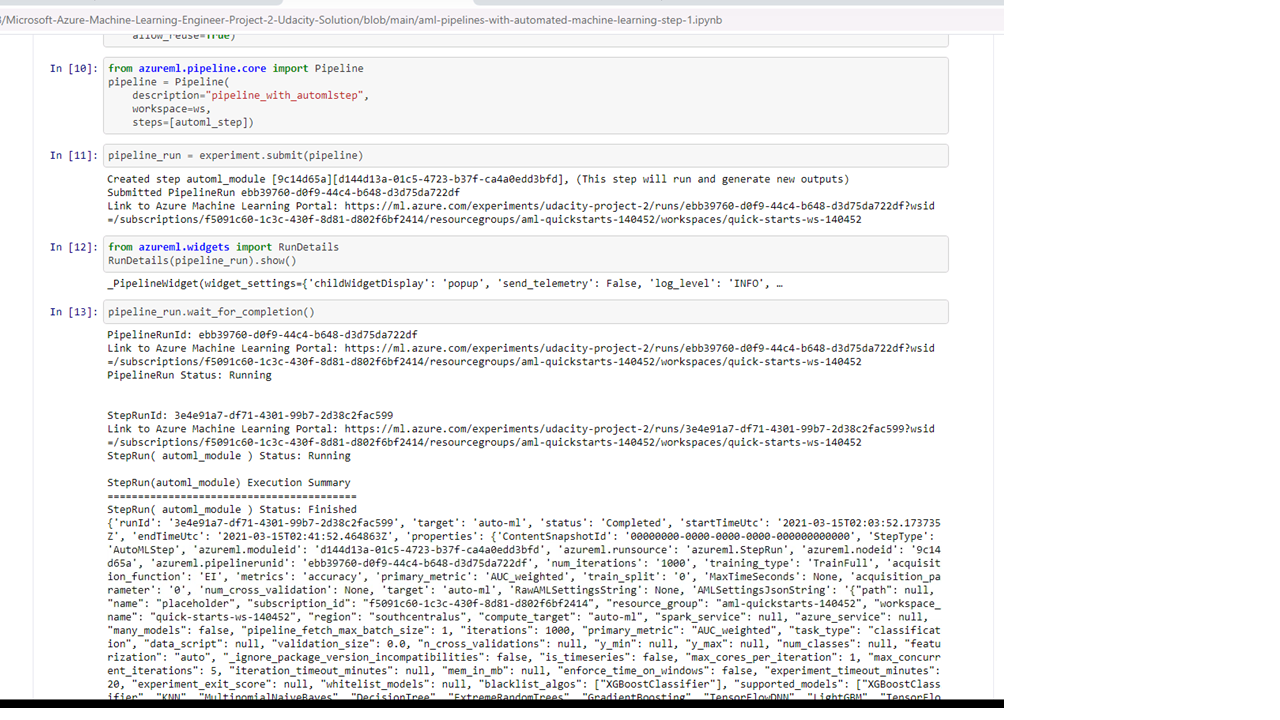 /Microsoft-Azure-Machine-Learning-Engineer-Project-2-Udacity-Solution/blob/main/aml-pipelines-with-automated-machine-learning-step-1.ipynb
allow_reuse=True)
In [10]: from azureml.pipeline.core import Pipeline
pipeline = Pipeline(
description="pipeline_with_automlstep",
workspace=ws,
steps=[automl_step])
In [11]: pipeline_run = experiment.submit(pipeline)
Created step automl_module [9c14d65a][d144d13a-01c5-4723-b37f-ca4a0edd3bfd], (This step will run and generate new outputs)
Submitted PipelineRun ebb39760-d0f9-44c4-b648-d3d75da722df
Link to Azure Machine Learning Portal: https://ml.azure.com/experiments/udacity-project-2/runs/ebb39760-d0f9-44c4-b648-d3d75da722df?wsid
=/subscriptions/f5091c60-1c3c-430f-8d81-d802f6bf2414/resourcegroups/aml-quickstarts-140452/workspaces/quick-starts-ws-140452
In [12]: from azureml.widgets import RunDetails
RunDetails(pipeline_run).show()
_PipelineWidget(widget_settings={'childWidgetDisplay': 'popup', 'send_telemetry': False, 'log_level': 'INFO', …
In [13]: pipeline_run.wait_for_completion()
PipelineRunId: ebb39760-d0f9-44c4-b648-d3d75da722df
Link to Azure Machine Learning Portal: https://ml.azure.com/experiments/udacity-project-2/runs/ebb39760-d0f9-44c4-b648-d3d75da722df?wsid
=/subscriptions/f5091c60-1c3c-430f-8d81-d802f6bf2414/resourcegroups/aml-quickstarts-140452/workspaces/quick-starts-ws-140452
PipelineRun Status: Running
StepRunId: 3e4e91a7-df71-4301-99b7-2d38c2fac599
Link to Azure Machine Learning Portal: https://ml.azure.com/experiments/udacity-project-2/runs/3e4e91a7-df71-4301-99b7-2d38c2fac599?wsid
=/subscriptions/f5091c60-1c3c-430f-8d81-d802f6bf2414/resourcegroups/aml-quickstarts-140452/workspaces/quick-starts-ws-140452
StepRun( automl_module ) Status: Running
StepRun(automl_module) Execution Summary
=========================================
StepRun( automl_module ) Status: Finished
{'runId': '3e4e91a7-df71-4301-99b7-2d38c2fac599', 'target': 'auto-ml', 'status': 'Completed', 'startTimeUtc': '2021-03-15T02:03:52.173735
Z', 'endTimeUtc': '2021-03-15T02:41:52.464863Z', 'properties': {'ContentSnapshotId': '00000000-0000-0000-0000-000000000000', 'StepType':
'AutoMLStep', 'azureml.moduleid': 'd144d13a-01c5-4723-b37f-ca4a0edd3bfd', 'azureml.runsource': 'azureml.StepRun', 'azureml.nodeid': '9c14
d65a', 'azureml.pipelinerunid': 'ebb39760-d0f9-44c4-b648-d3d75da722df', 'num_iterations': '1000', 'training_type': 'TrainFull', 'acquisit
ion_function': 'EI', 'metrics': 'accuracy', 'primary_metric': 'AUC_weighted', 'train_split': '0', 'MaxTimeSeconds': None, 'acquisition_pa
rameter': '0', 'num_cross_validation': None, 'target': 'auto-ml', 'RawAMLSettingsString': None, 'AMLSettingsJsonString': '{"path": null,
"name": "placeholder", "subscription_id": "f5091c60-1c3c-430f-8d81-d802f6bf2414", "resource_group": "aml-quickstarts-140452", "workspace_
name": "quick-starts-ws-140452", "region": "southcentralus", "compute_target": "auto-ml", "spark_service": null, "azure_service": null,
"many_models": false, "pipeline_fetch_max_batch_size": 1, "iterations": 1000, "primary_metric": "AUC_weighted", "task_type": "classificat
ion", "data_script": null, "validation_size": 0.0, "n_cross_validations": null, "y_min": null, "y_max": null, "num_classes": null, "featu
rization": "auto", "_ignore_package_version_incompatibilities": false, "is_timeseries": false, "max_cores_per_iteration": 1, "max_concurr
ent_iterations": 5, "iteration_timeout_minutes": null, "mem_in_mb": null, "enforce_time_on_windows": false, "experiment_timeout_minutes":
20, "experiment_exit_score": null, "whitelist_models": null, "blacklist_algos": ["XGBoostClassifier"], "supported_models": ["XGBoostClass
ifier", "KNN", "MultinomialNaiveBayes", "DecisionTree", "ExtremeRandomTrees", "GradientBoosting", "TensorFlowDNN", "LightGBM", "TensorFlo